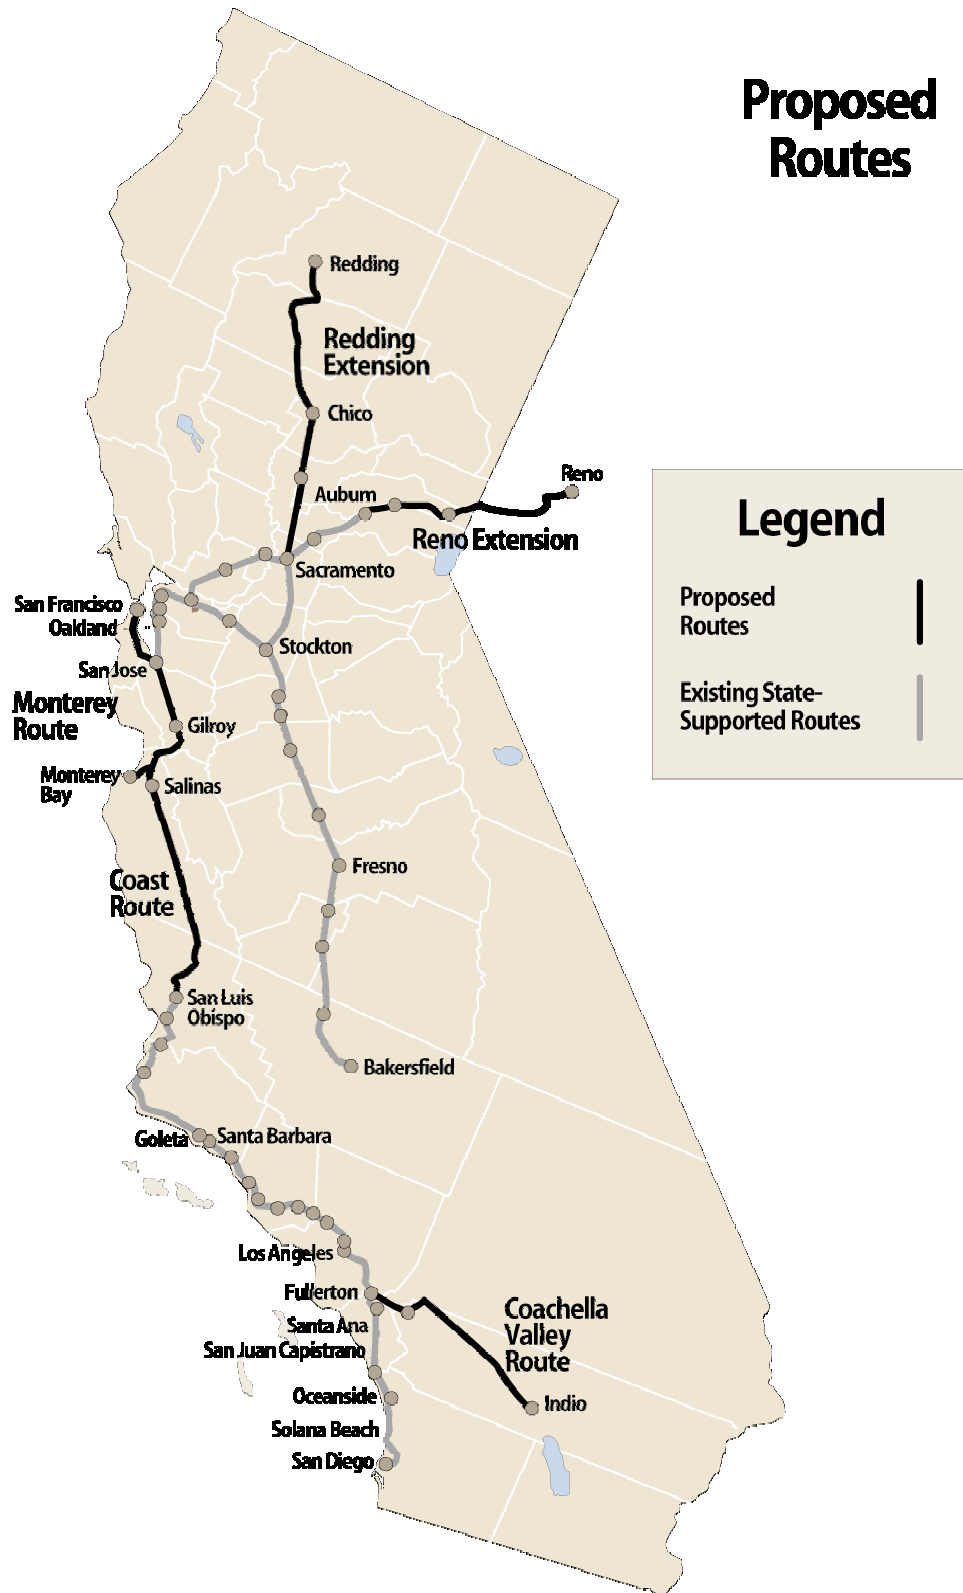 Proposed
Routes
Redding
Redding
Extension
Chico
Reno
Auburn
Reno Extension
Sacramento
San Francisco
Oakland
Stockton
San Jose
Monterey
Route
Gilroy
Monterey
Bay
Salinas
Fresno
Coast
Route
San Luis
Obispo
Bakersfield
Goleta
Santa Barbara
Los Angeles
Fullerton
Santa Ana
San Juan Capistrano
Coachella
Valley
Route
Oceanside
Indio
Solana Beach
San Diego
Legend
Proposed
Routes
Existing State-
Supported Routes